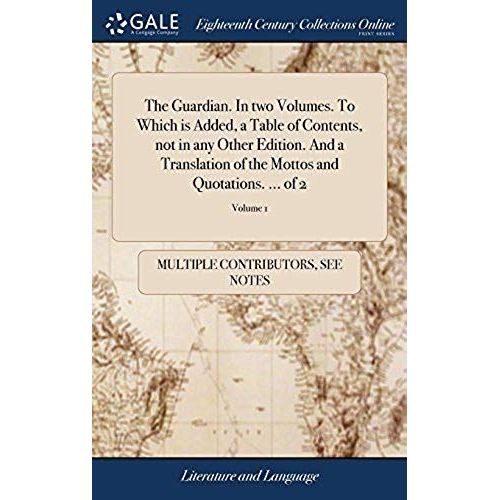 GALE
A Cengage Company
Eighteenth Century Collections Online
PRINT SERIES
The Guardian. In two Volumes. To
Which is Added, a Table of Contents,
not in any Other Edition. And a
Translation of the Mottos and
Quotations. ... of 2
Volume 1
MULTIPLE CONTRIBUTORS, SEE
NOTES
Literature and Language